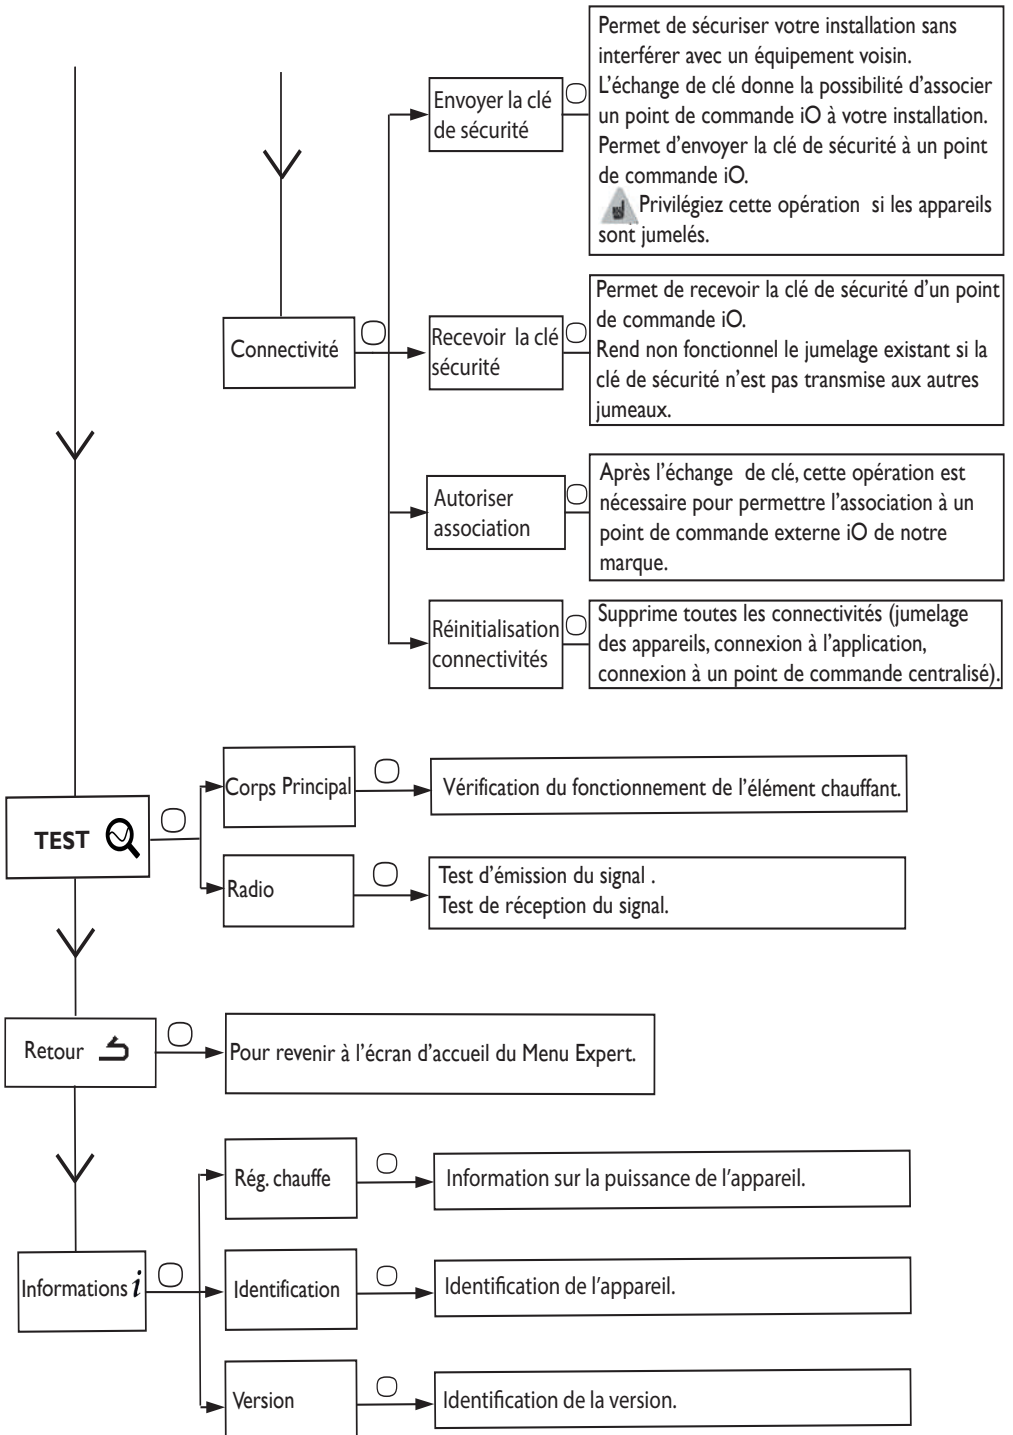 Permet de sécuriser votre installation sans
interférer avec un équipement voisin.
L'échange de clé donne la possibilité d'associer
un point de commande iO à votre installation.
Permet d'envoyer la clé de sécurité à un point
de commande iO.
Privilégiez cette opération si les appareils
sont jumelés.
Envoyer la clé
de sécurité
Connectivité
Recevoir la clé
sécurité
Permet de recevoir la clé de sécurité d'un point
de commande iO.
Rend non fonctionnel le jumelage existant si la
clé de sécurité n'est pas transmise aux autres
jumeaux.
Autoriser
association
Après l'échange de clé, cette opération est
nécessaire pour permettre l'association à un
point de commande externe iO de notre
marque.
Réinitialisation
connectivités
Supprime toutes les connectivités (jumelage
des appareils, connexion à l'application,
connexion à un point de commande centralisé).
TEST
Corps Principal
Vérification du fonctionnement de l'élément chauffant.
Radio
Test d'émission du signal .
Test de réception du signal.
Retour
Pour revenir à l'écran d'accueil du Menu Expert.
Informations i
Rég. chauffe
Information sur la puissance de l'appareil.
Identification
Identification de l'appareil.
Version
Identification de la version.